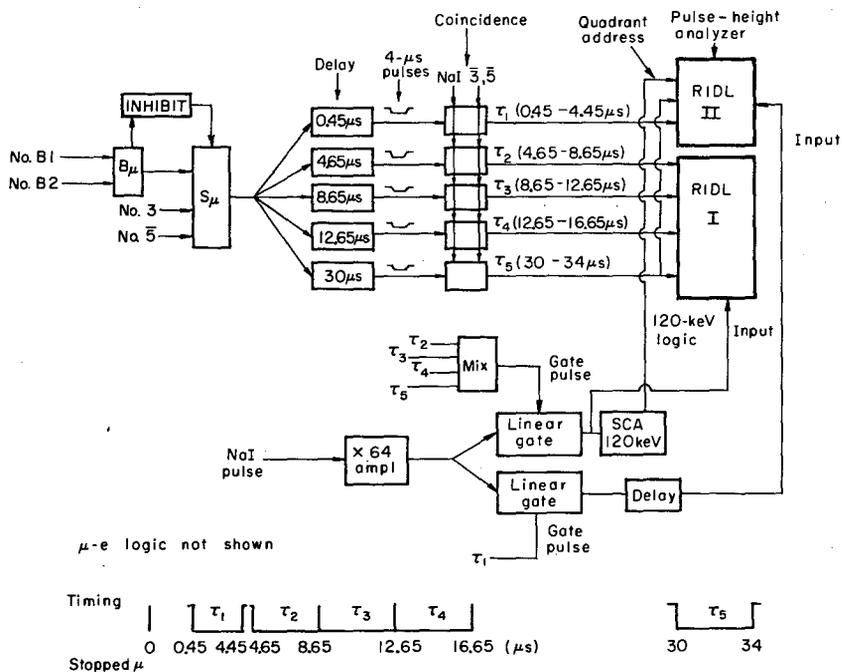 Quadrant address
Pulse-height analyzer
Coincidence
4-μs pulses
Delay
NaI 3̅,5̅
INHIBIT
0.45μs
τ₁ (0.45 - 4.45μs)
RIDL II
Input
No. B1
No. B2
Bμ
Sμ
4.65μs
τ₂ (4.65 - 8.65μs)
8.65μs
τ₃ (8.65 - 12.65μs)
RIDL I
No. 3
No. 5̅
12.65μs
τ₄ (12.65 - 16.65μs)
30μs
τ₅ (30 - 34μs)
120-keV logic
Input
τ₂
τ₃
τ₄
τ₅
Mix
Gate pulse
Linear gate
SCA 120keV
NaI pulse
× 64 ampl
Linear gate
Delay
Gate pulse
τ₁
μ-e logic not shown
Timing
τ₁ τ₂ τ₃ τ₄ τ₅
0 0.45 4.45 4.65 8.65 12.65 16.65 (μs) 30 34
Stopped μ